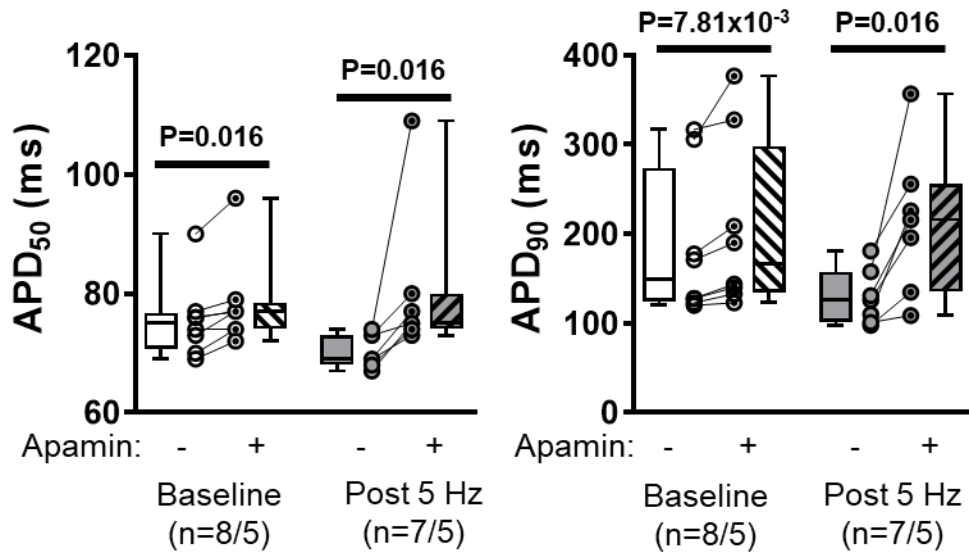 P=7.81x10⁻³
P=0.016
P=0.016
P=0.016
APD₅₀ (ms)
120
100
80
60
APD₉₀ (ms)
400
300
200
100
0
Apamin: - + - +
Baseline (n=8/5)
Post 5 Hz (n=7/5)
Apamin: - + - +
Baseline (n=8/5)
Post 5 Hz (n=7/5)